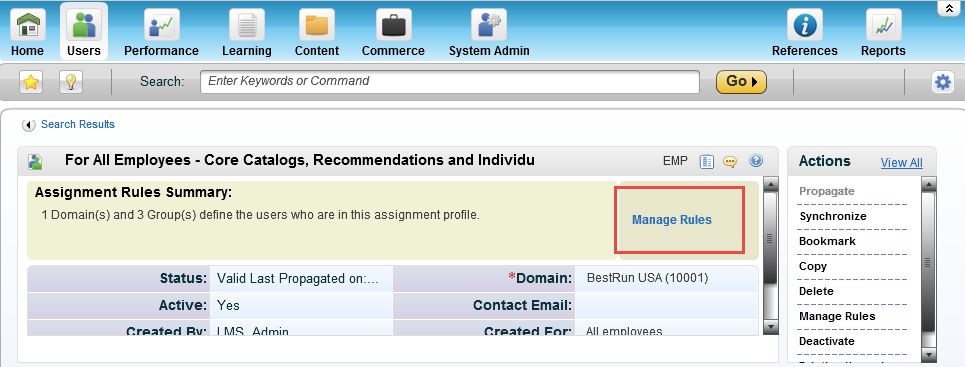 Home Users Performance Learning Content Commerce System Admin References Reports
Search: Enter Keywords or Command Go
Search Results
For All Employees - Core Catalogs, Recommendations and Individu EMP
Assignment Rules Summary:
1 Domain(s) and 3 Group(s) define the users who are in this assignment profile.
Manage Rules
Status: Valid Last Propagated on:... *Domain: BestRun USA (10001)
Active: Yes Contact Email:
Created By: LMS, Admin Created For: All employees
Actions View All
Propagate
Synchronize
Bookmark
Copy
Delete
Manage Rules
Deactivate